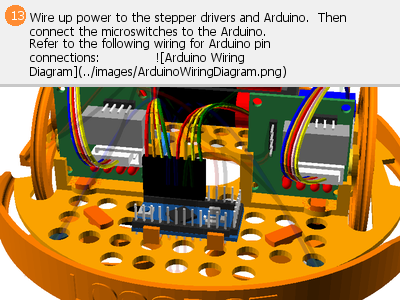 13
Wire up power to the stepper drivers and Arduino.  Then
connect the microswitches to the Arduino.
Refer to the following wiring for Arduino pin
connections:              ![Arduino Wiring
Diagram](../images/ArduinoWiringDiagram.png)